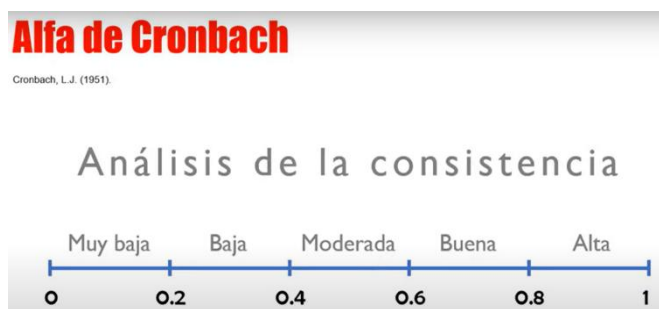 Alfa de Cronbach
Cronbach, L.J. (1951).
Análisis de la consistencia
Muy baja Baja Moderada Buena Alta
0 0.2 0.4 0.6 0.8 1